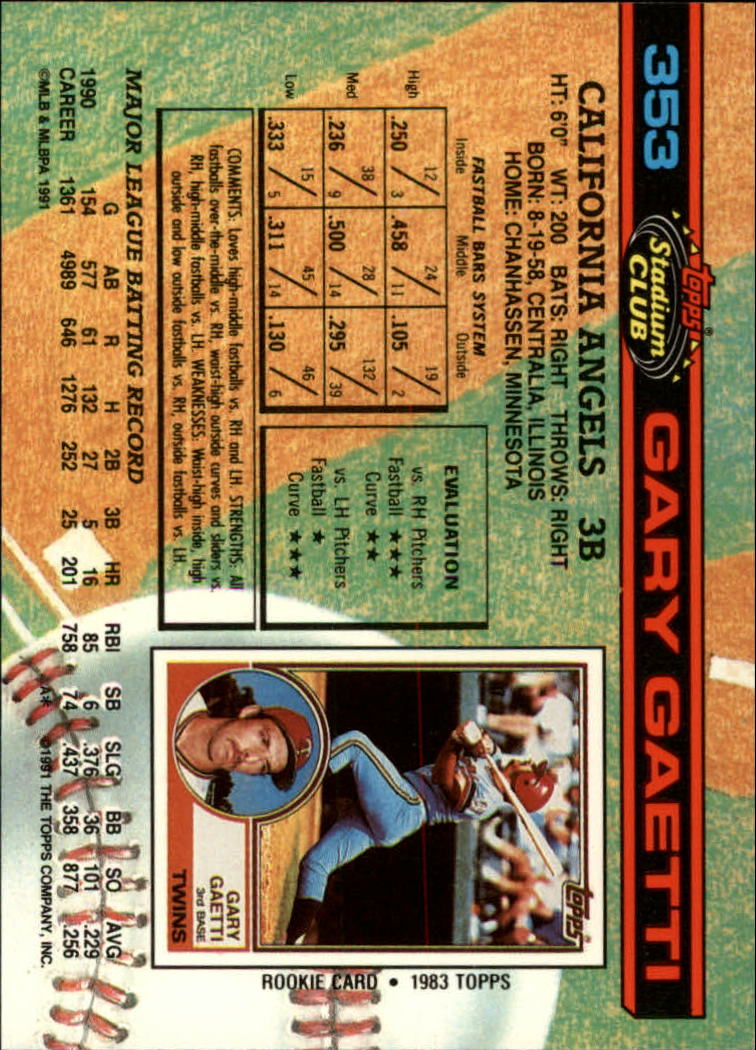 353
topps®
Stadium
CLUB
GARY GAETTI
CALIFORNIA ANGELS 3B
HT: 6'0" WT: 200 BATS: RIGHT THROWS: RIGHT
BORN: 8-19-58, CENTRALIA, ILLINOIS
HOME: CHANHASSEN, MINNESOTA
FASTBALL BARS SYSTEM
Inside Middle Outside
High .250 12/3 .458 24/11 .105 19/2
Med .236 38/9 .500 28/14 .295 132/39
Low .333 15/5 .311 45/14 .130 46/6
EVALUATION
vs. RH Pitchers
Fastball ★★★
Curve ★★
vs. LH Pitchers
Fastball ★
Curve ★★★
COMMENTS: Loves high-middle fastballs vs. RH and LH. STRENGTHS: All
fastballs over-the-middle vs. RH, waist-high outside curves and sliders vs.
RH, high-middle fastballs vs. LH. WEAKNESSES: Waist-high inside, high
outside and low outside fastballs vs. RH, outside fastballs vs. LH.
topps
GARY
GAETTI
3rd BASE
TWINS
ROOKIE CARD • 1983 TOPPS
MAJOR LEAGUE BATTING RECORD
G AB R H 2B 3B HR RBI SB SLG BB SO AVG
1990 154 577 61 132 27 5 16 85 6 .376 36 101 .229
CAREER 1361 4989 646 1276 252 25 201 758 74 .437 358 877 .256
©MLB & MLBPA 1991 A* ©1991 THE TOPPS COMPANY, INC.